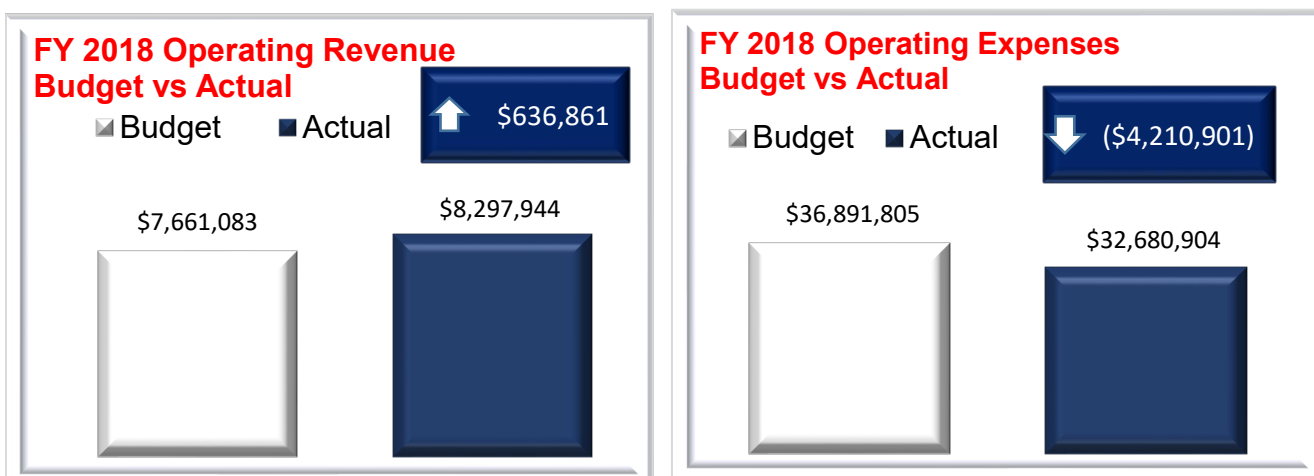 FY 2018 Operating Revenue
Budget vs Actual
Budget Actual
$636,861
$7,661,083
$8,297,944
FY 2018 Operating Expenses
Budget vs Actual
Budget Actual
($4,210,901)
$36,891,805
$32,680,904